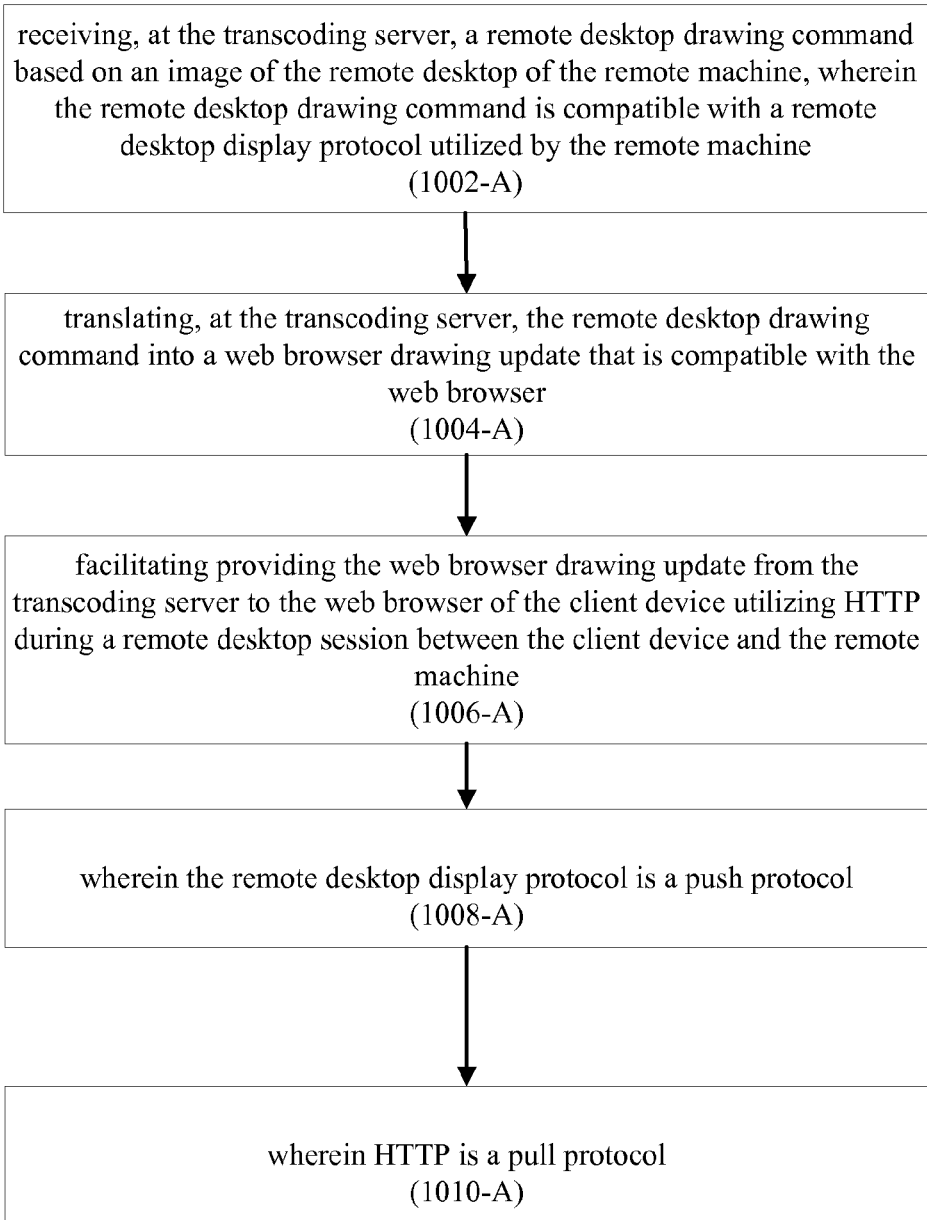 receiving, at the transcoding server, a remote desktop drawing command
based on an image of the remote desktop of the remote machine, wherein
the remote desktop drawing command is compatible with a remote
desktop display protocol utilized by the remote machine
(1002-A)
translating, at the transcoding server, the remote desktop drawing
command into a web browser drawing update that is compatible with the
web browser
(1004-A)
facilitating providing the web browser drawing update from the
transcoding server to the web browser of the client device utilizing HTTP
during a remote desktop session between the client device and the remote
machine
(1006-A)
wherein the remote desktop display protocol is a push protocol
(1008-A)
wherein HTTP is a pull protocol
(1010-A)